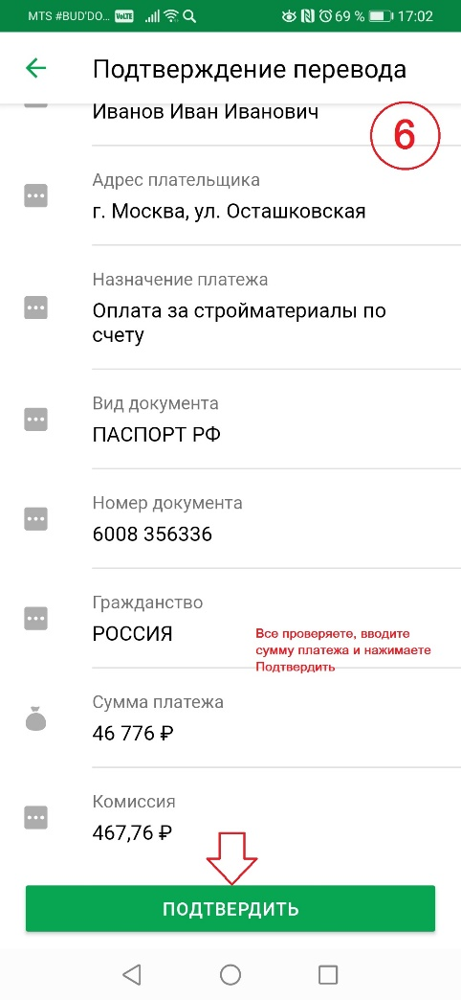 MTS #BUD'DO... VoLTE 69 % 17:02
Подтверждение перевода
Иванов Иван Иванович
6
Адрес плательщика
г. Москва, ул. Осташковская
Назначение платежа
Оплата за стройматериалы по
счету
Вид документа
ПАСПОРТ РФ
Номер документа
6008 356336
Гражданство
РОССИЯ
Все проверяете, вводите
сумму платежа и нажимаете
Подтвердить
Сумма платежа
46 776 ₽
Комиссия
467,76 ₽
ПОДТВЕРДИТЬ